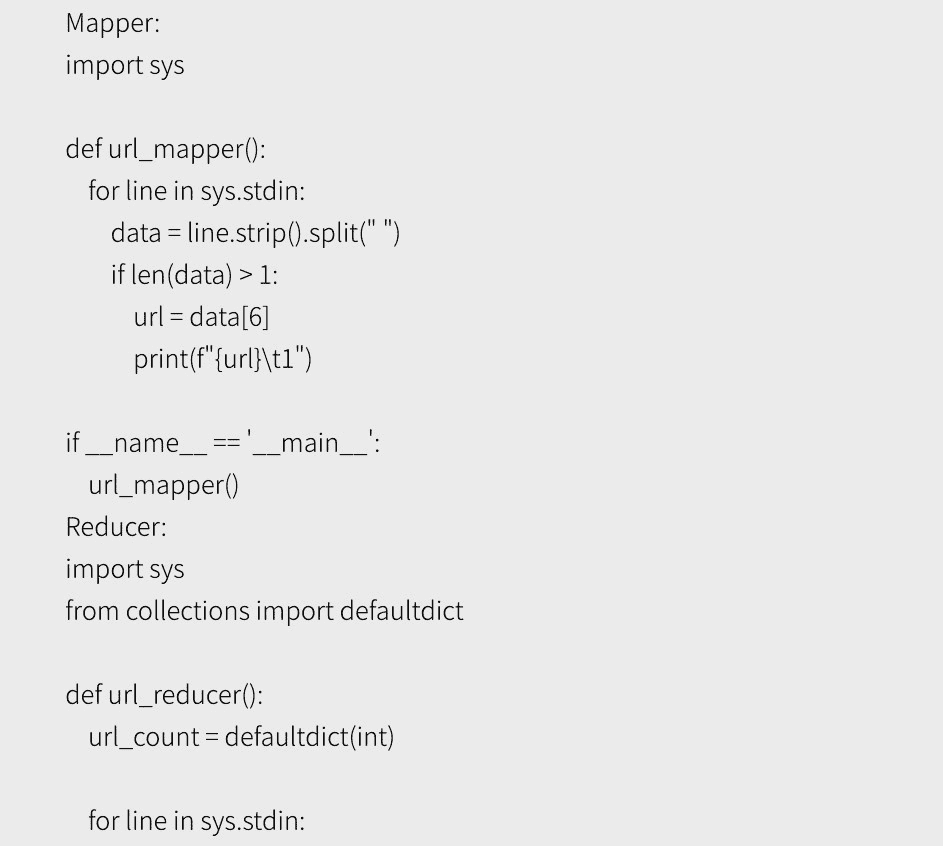 Mapper:
import sys

def url_mapper():
    for line in sys.stdin:
        data = line.strip().split(" ")
        if len(data) > 1:
            url = data[6]
            print(f"{url}\t1")

if __name__ == '__main__':
    url_mapper()
Reducer:
import sys
from collections import defaultdict

def url_reducer():
    url_count = defaultdict(int)

    for line in sys.stdin: